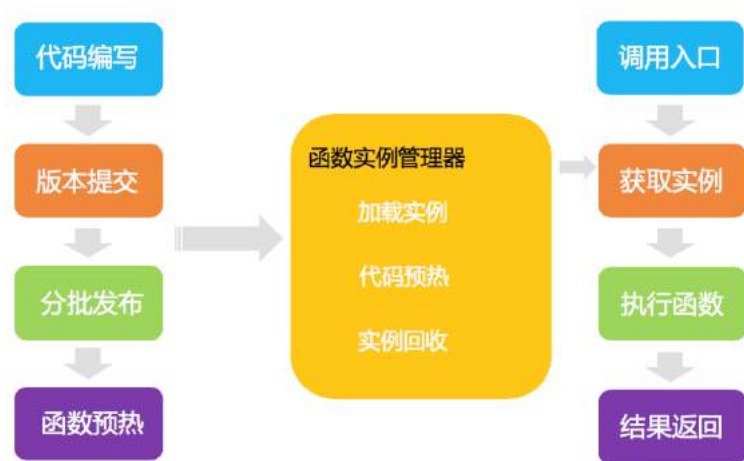 代码编写
版本提交
分批发布
函数预热
函数实例管理器
加载实例
代码预热
实例回收
调用入口
获取实例
执行函数
结果返回